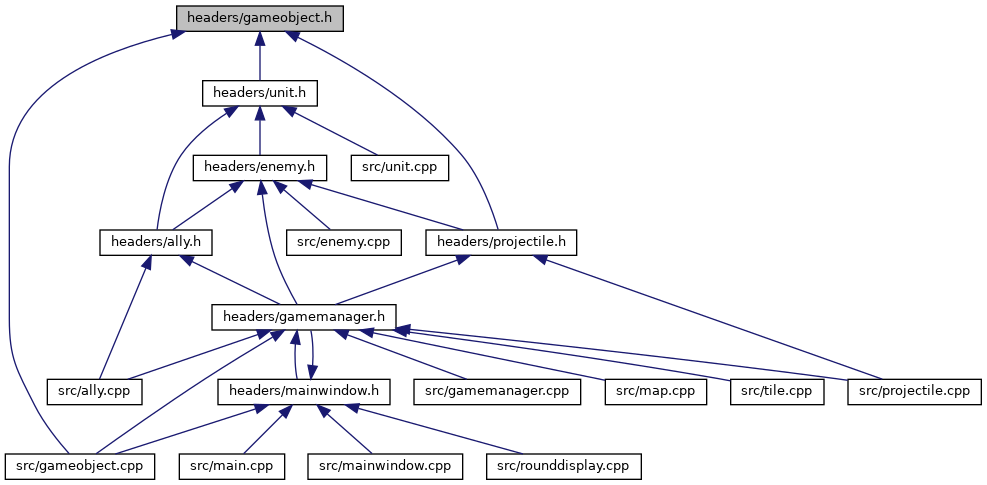 headers/gameobject.h
headers/unit.h
headers/enemy.h
src/unit.cpp
headers/ally.h
src/enemy.cpp
headers/projectile.h
headers/gamemanager.h
src/ally.cpp
headers/mainwindow.h
src/gamemanager.cpp
src/map.cpp
src/tile.cpp
src/projectile.cpp
src/gameobject.cpp
src/main.cpp
src/mainwindow.cpp
src/rounddisplay.cpp